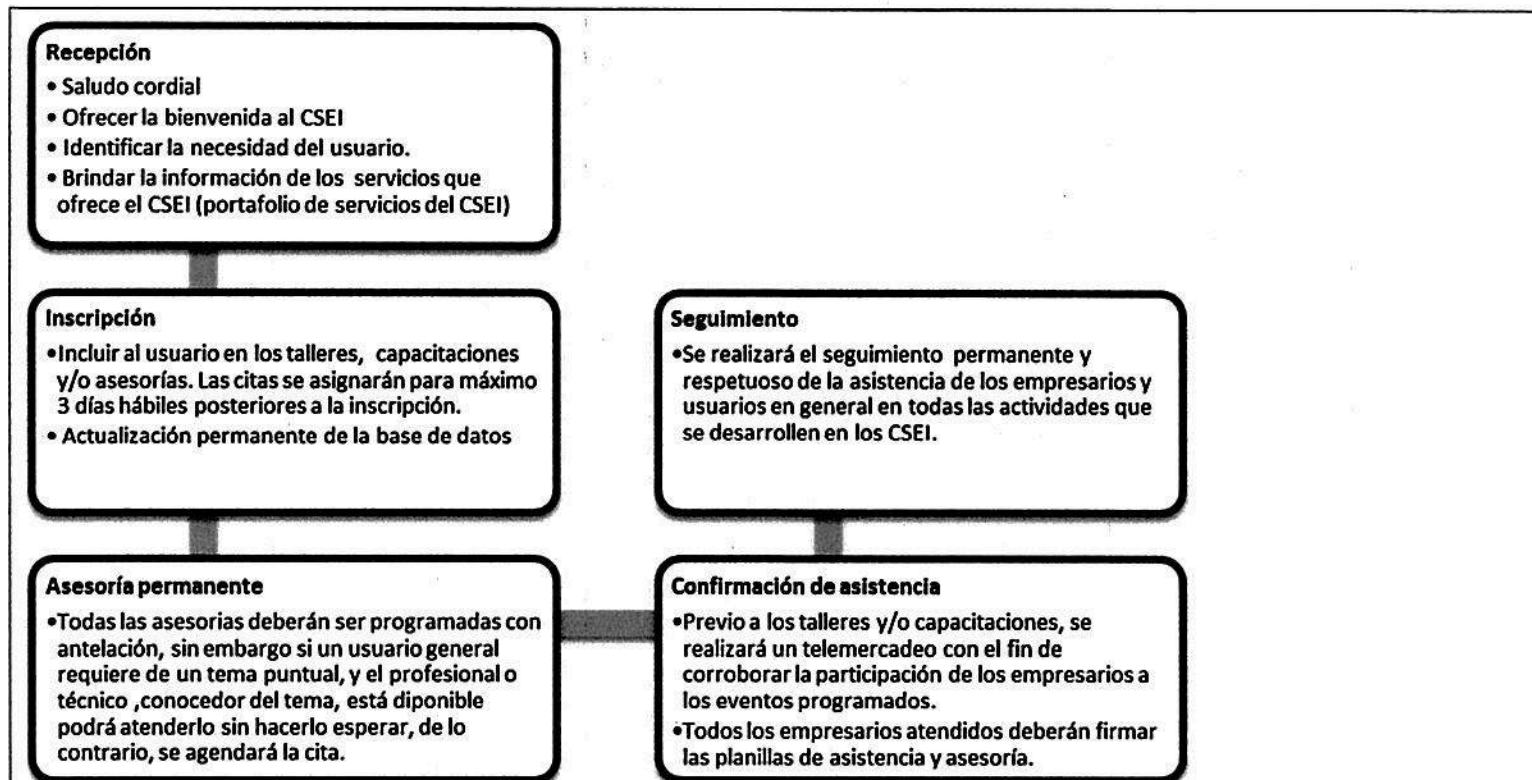 Recepción
• Saludo cordial
• Ofrecer la bienvenida al CSEI
• Identificar la necesidad del usuario.
• Brindar la información de los servicios que
ofrece el CSEI (portafolio de servicios del CSEI)
Inscripción
•Incluir al usuario en los talleres, capacitaciones
y/o asesorías. Las citas se asignarán para máximo
3 días hábiles posteriores a la inscripción.
• Actualización permanente de la base de datos
Asesoría permanente
•Todas las asesorias deberán ser programadas con
antelación, sin embargo si un usuario general
requiere de un tema puntual, y el profesional o
técnico ,conocedor del tema, está diponible
podrá atenderlo sin hacerlo esperar, de lo
contrario, se agendará la cita.
Confirmación de asistencia
•Previo a los talleres y/o capacitaciones, se
realizará un telemercadeo con el fin de
corroborar la participación de los empresarios a
los eventos programados.
•Todos los empresarios atendidos deberán firmar
las planillas de asistencia y asesoría.
Seguimiento
•Se realizará el seguimiento permanente y
respetuoso de la asistencia de los empresarios y
usuarios en general en todas las actividades que
se desarrollen en los CSEI.